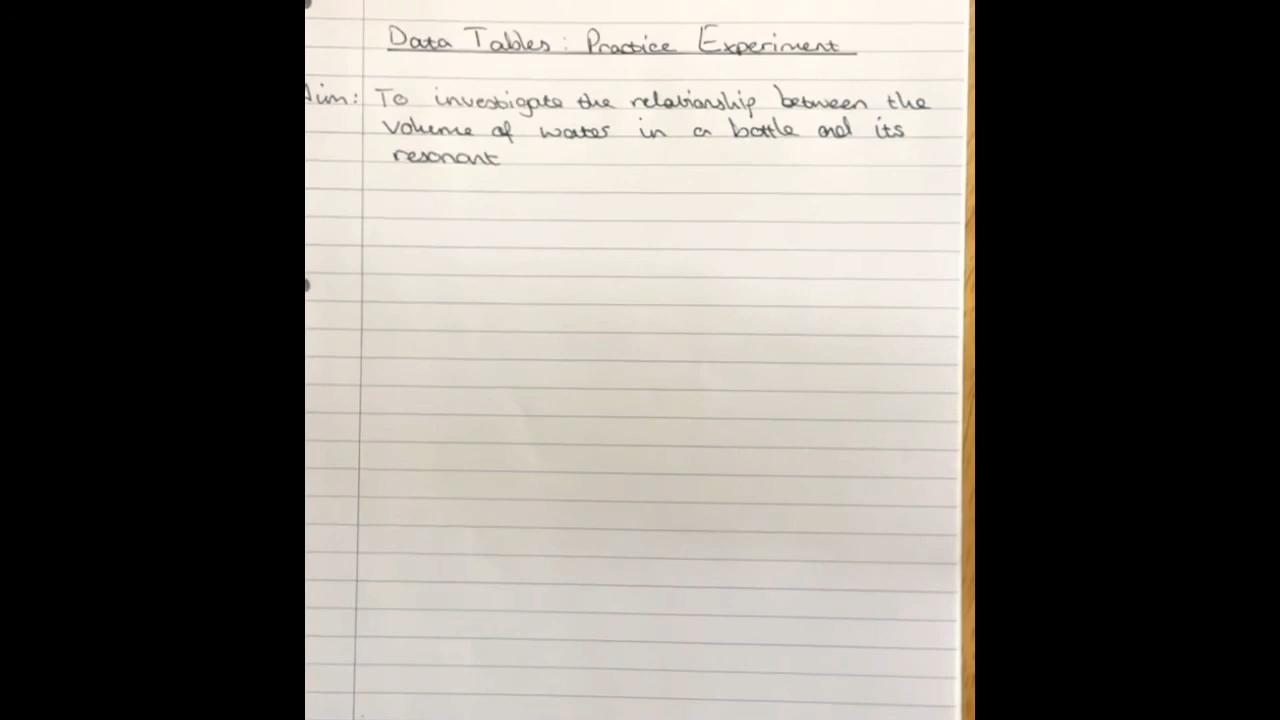 Data Tables: Practice Experiment
Aim: To investigate the relationship between the
volume of water in a bottle and its
resonant